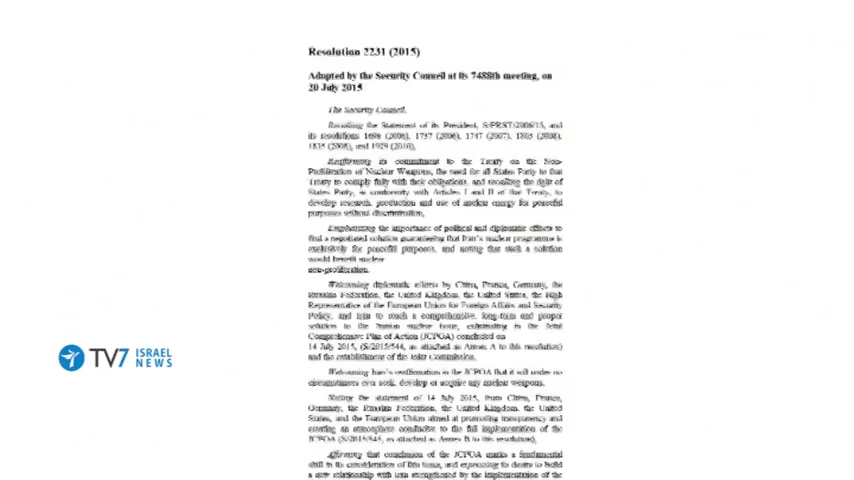 Resolution 2231 (2015)
Adapted by the Security Council at its 7488th meeting, on
20 July 2015
The Security Council,
Recalling the Statement of its President, S/PRST/2006/15, and
its resolutions 1696 (2006), 1737 (2006), 1747 (2007), 1803 (2008),
1835 (2008), and 1929 (2010),
Reaffirming its commitment to the Treaty on the Non-
Proliferation of Nuclear Weapons, the need for all States Party to that
Treaty to comply fully with their obligations, and recalling the right of
States Party, in conformity with Articles I and II of that Treaty, to
develop research, production and use of nuclear energy for peaceful
purposes without discrimination,
Emphasizing the importance of political and diplomatic efforts to
find a negotiated solution guaranteeing that Iran's nuclear programme is
exclusively for peaceful purposes, and noting that such a solution
would benefit nuclear
non-proliferation,
Welcoming diplomatic efforts by China, France, Germany, the
Russian Federation, the United Kingdom, the United States, the High
Representative of the European Union for Foreign Affairs and Security
Policy, and Iran to reach a comprehensive, long-term and proper
solution to the Iranian nuclear issue, culminating in the Joint
Comprehensive Plan of Action (JCPOA) concluded on
14 July 2015, (S/2015/544, as attached as Annex A to this resolution)
and the establishment of the Joint Commission,
Welcoming Iran's reaffirmation in the JCPOA that it will under no
circumstances ever seek, develop or acquire any nuclear weapons,
Noting the statement of 14 July 2015, from China, France,
Germany, the Russian Federation, the United Kingdom, the United
States, and the European Union aimed at promoting transparency and
creating an atmosphere conducive to the full implementation of the
JCPOA (S/2015/545, as attached as Annex B to this resolution),
Affirming that conclusion of the JCPOA marks a fundamental
shift in its consideration of this issue, and expressing its desire to build
a new relationship with Iran strengthened by the implementation of the
TV7 ISRAEL
NEWS